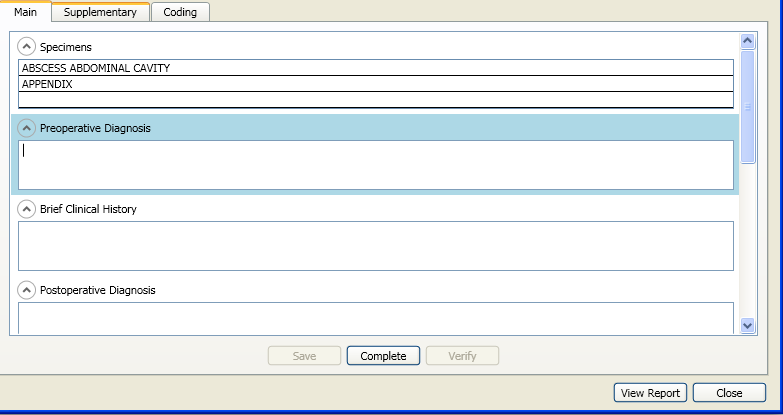 Main Supplementary Coding
Specimens
ABSCESS ABDOMINAL CAVITY
APPENDIX
Preoperative Diagnosis
Brief Clinical History
Postoperative Diagnosis
Save Complete Verify
View Report Close